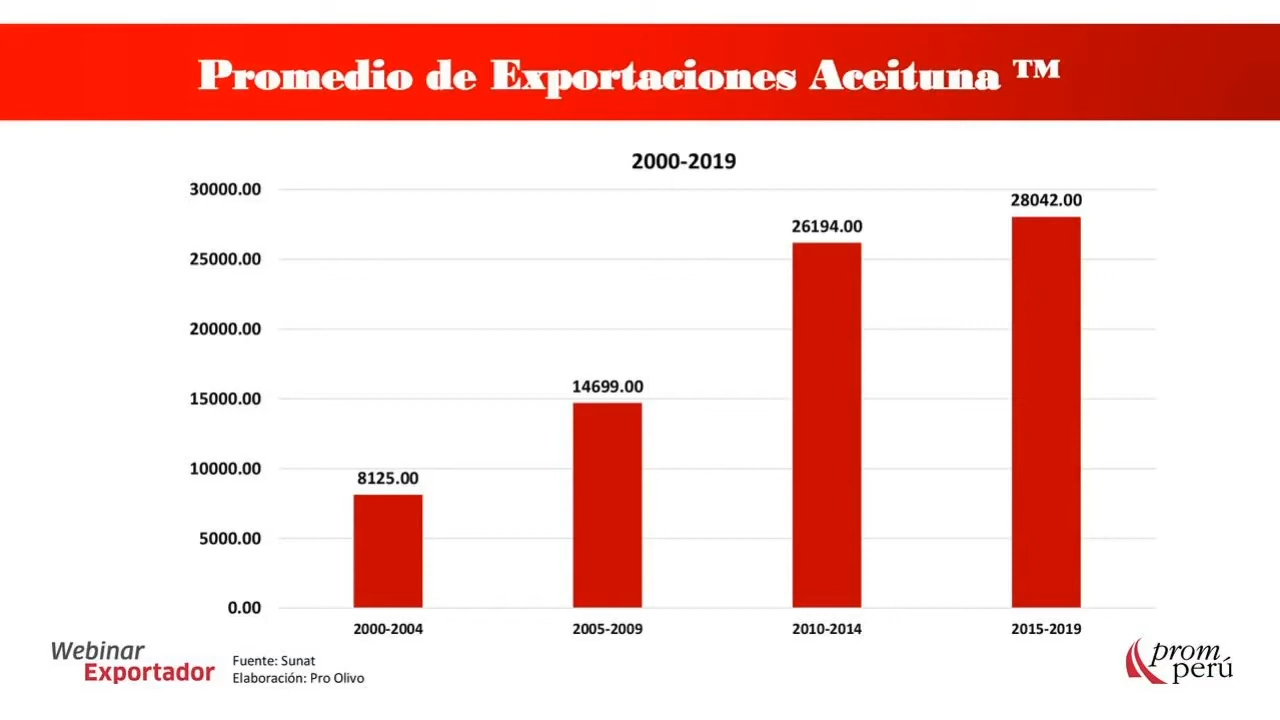 Promedio de Exportaciones Aceituna ™
2000-2019
30000.00
25000.00
20000.00
15000.00
10000.00
5000.00
0.00
8125.00
14699.00
26194.00
28042.00
2000-2004
2005-2009
2010-2014
2015-2019
Webinar
Exportador
Fuente: Sunat
Elaboración: Pro Olivo
prom
perú